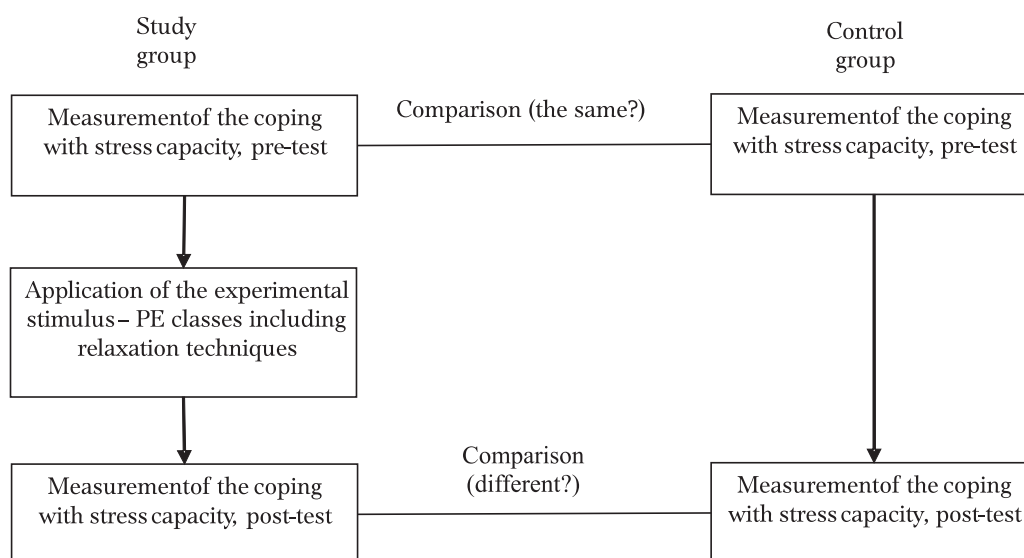 Study
group
Control
group
Measurementof the coping
with stress capacity, pre-test
Comparison (the same?)
Measurementof the coping
with stress capacity, pre-test
Application of the experimental
stimulus – PE classes including
relaxation techniques
Measurementof the coping
with stress capacity, post-test
Comparison
(different?)
Measurementof the coping
with stress capacity, post-test